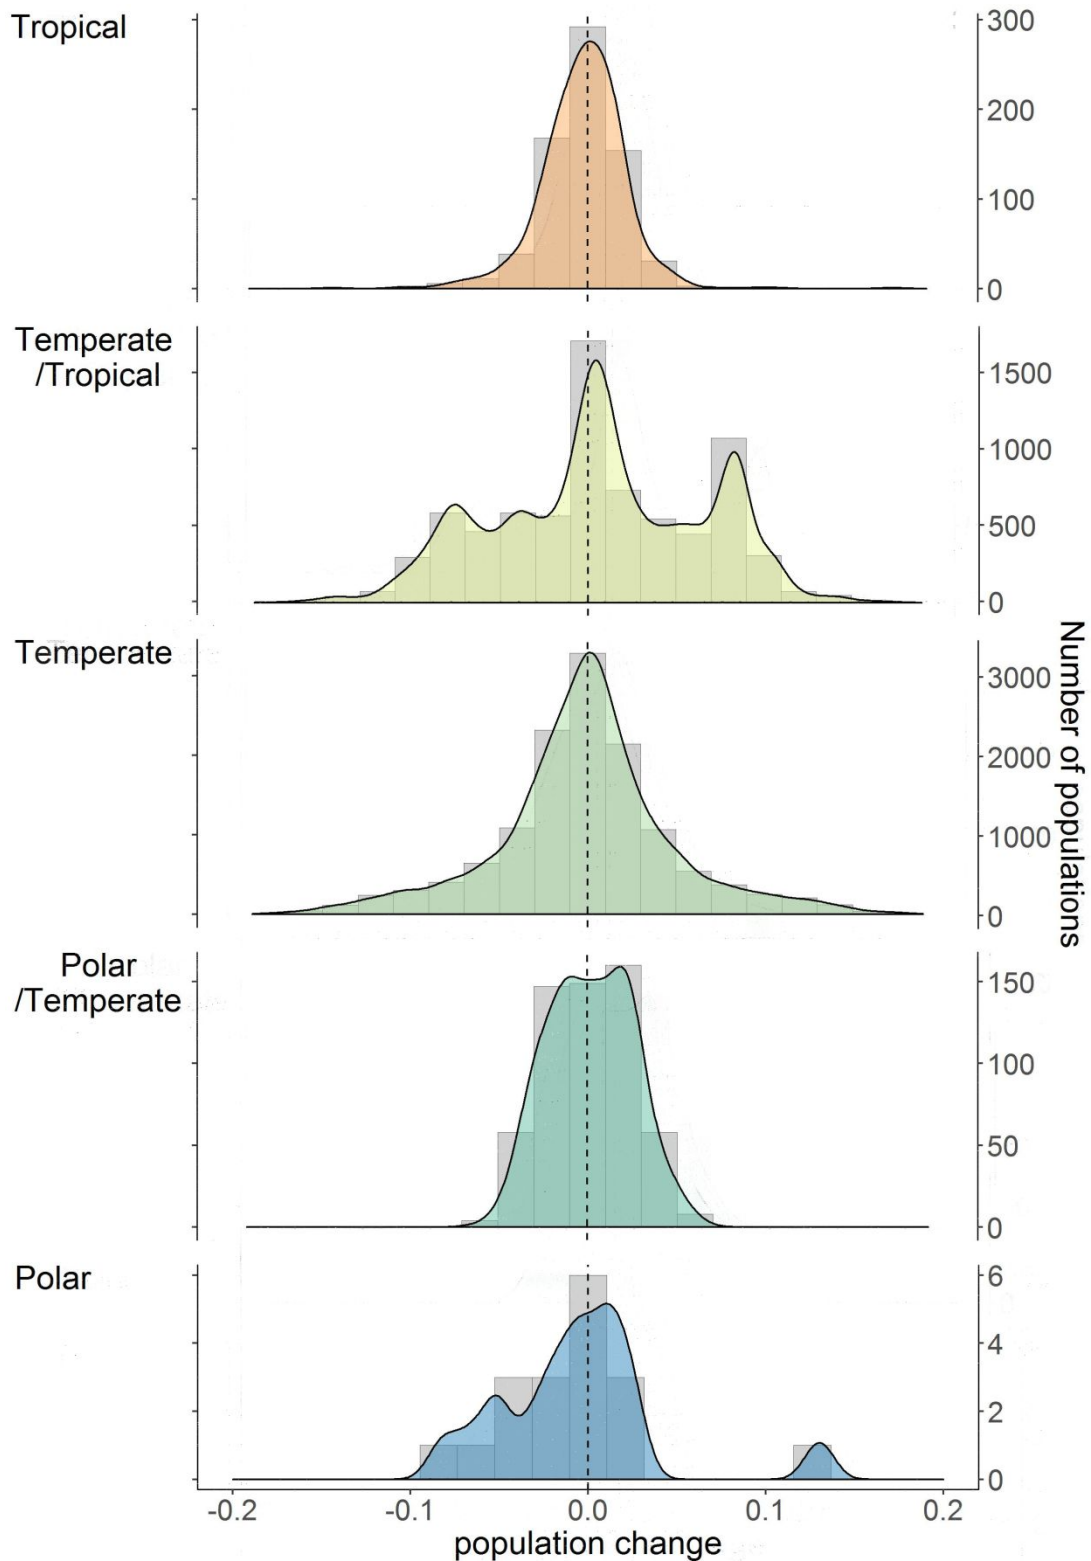 Tropical
300
200
100
0
Temperate
/Tropical
1500
1000
500
0
Temperate
3000
2000
1000
0
Number of populations
Polar
/Temperate
150
100
50
0
Polar
6
4
2
0
-0.2 -0.1 0.0 0.1 0.2
population change